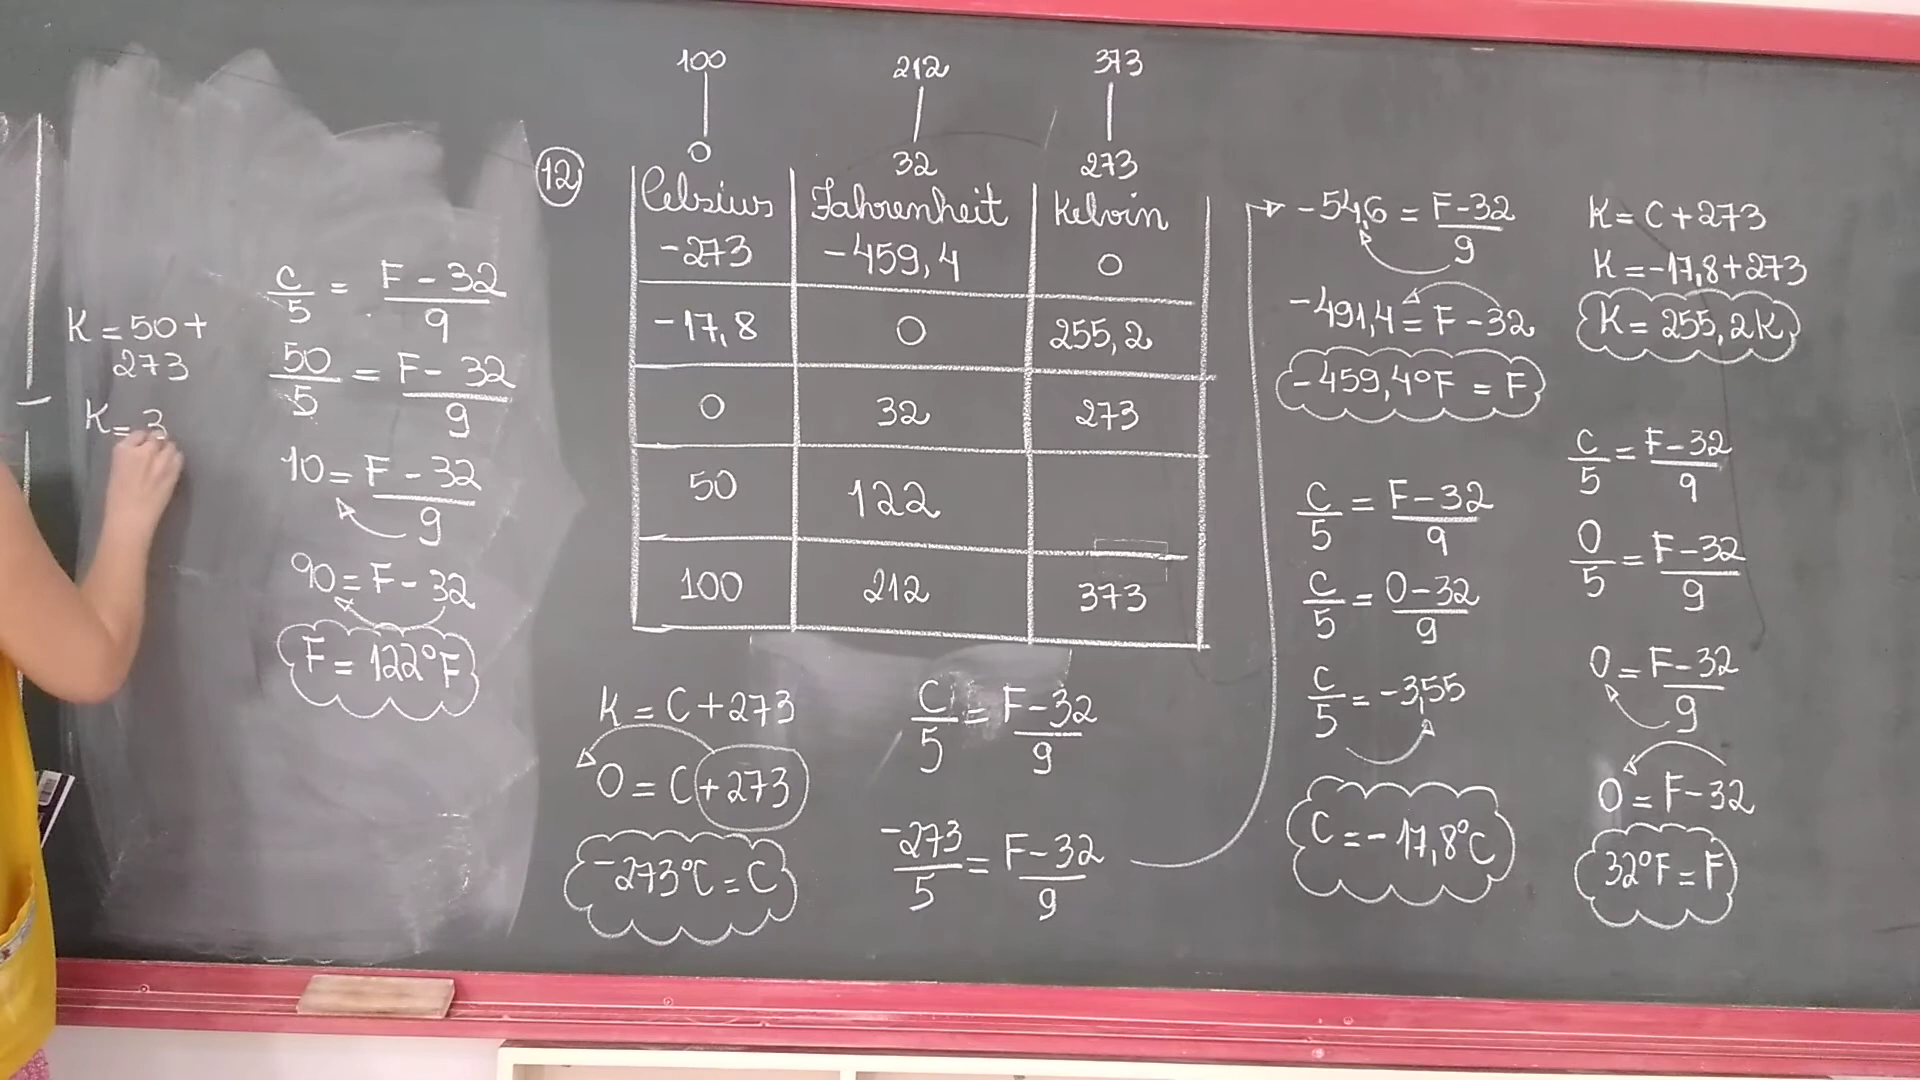 K = 50 +
273
K = 3
C/5 = F - 32/9
50/5 = F - 32/9
10 = F - 32/9
90 = F - 32
F = 122°F
12
100 212 373
0 32 273
Celsius Fahrenheit Kelvin
-273 -459,4 0
-17,8 0 255,2
0 32 273
50 122
100 212 373
K = C + 273
0 = C + 273
-273°C = C
C/5 = F - 32/9
-273/5 = F - 32/9
-54,6 = F - 32/9
-491,4 = F - 32
-459,4°F = F
C/5 = F - 32/9
C/5 = 0 - 32/9
C/5 = -3,55
C = -17,8°C
K = C + 273
K = -17,8 + 273
K = 255,2K
C/5 = F - 32/9
0/5 = F - 32/9
0 = F - 32/9
0 = F - 32
32°F = F